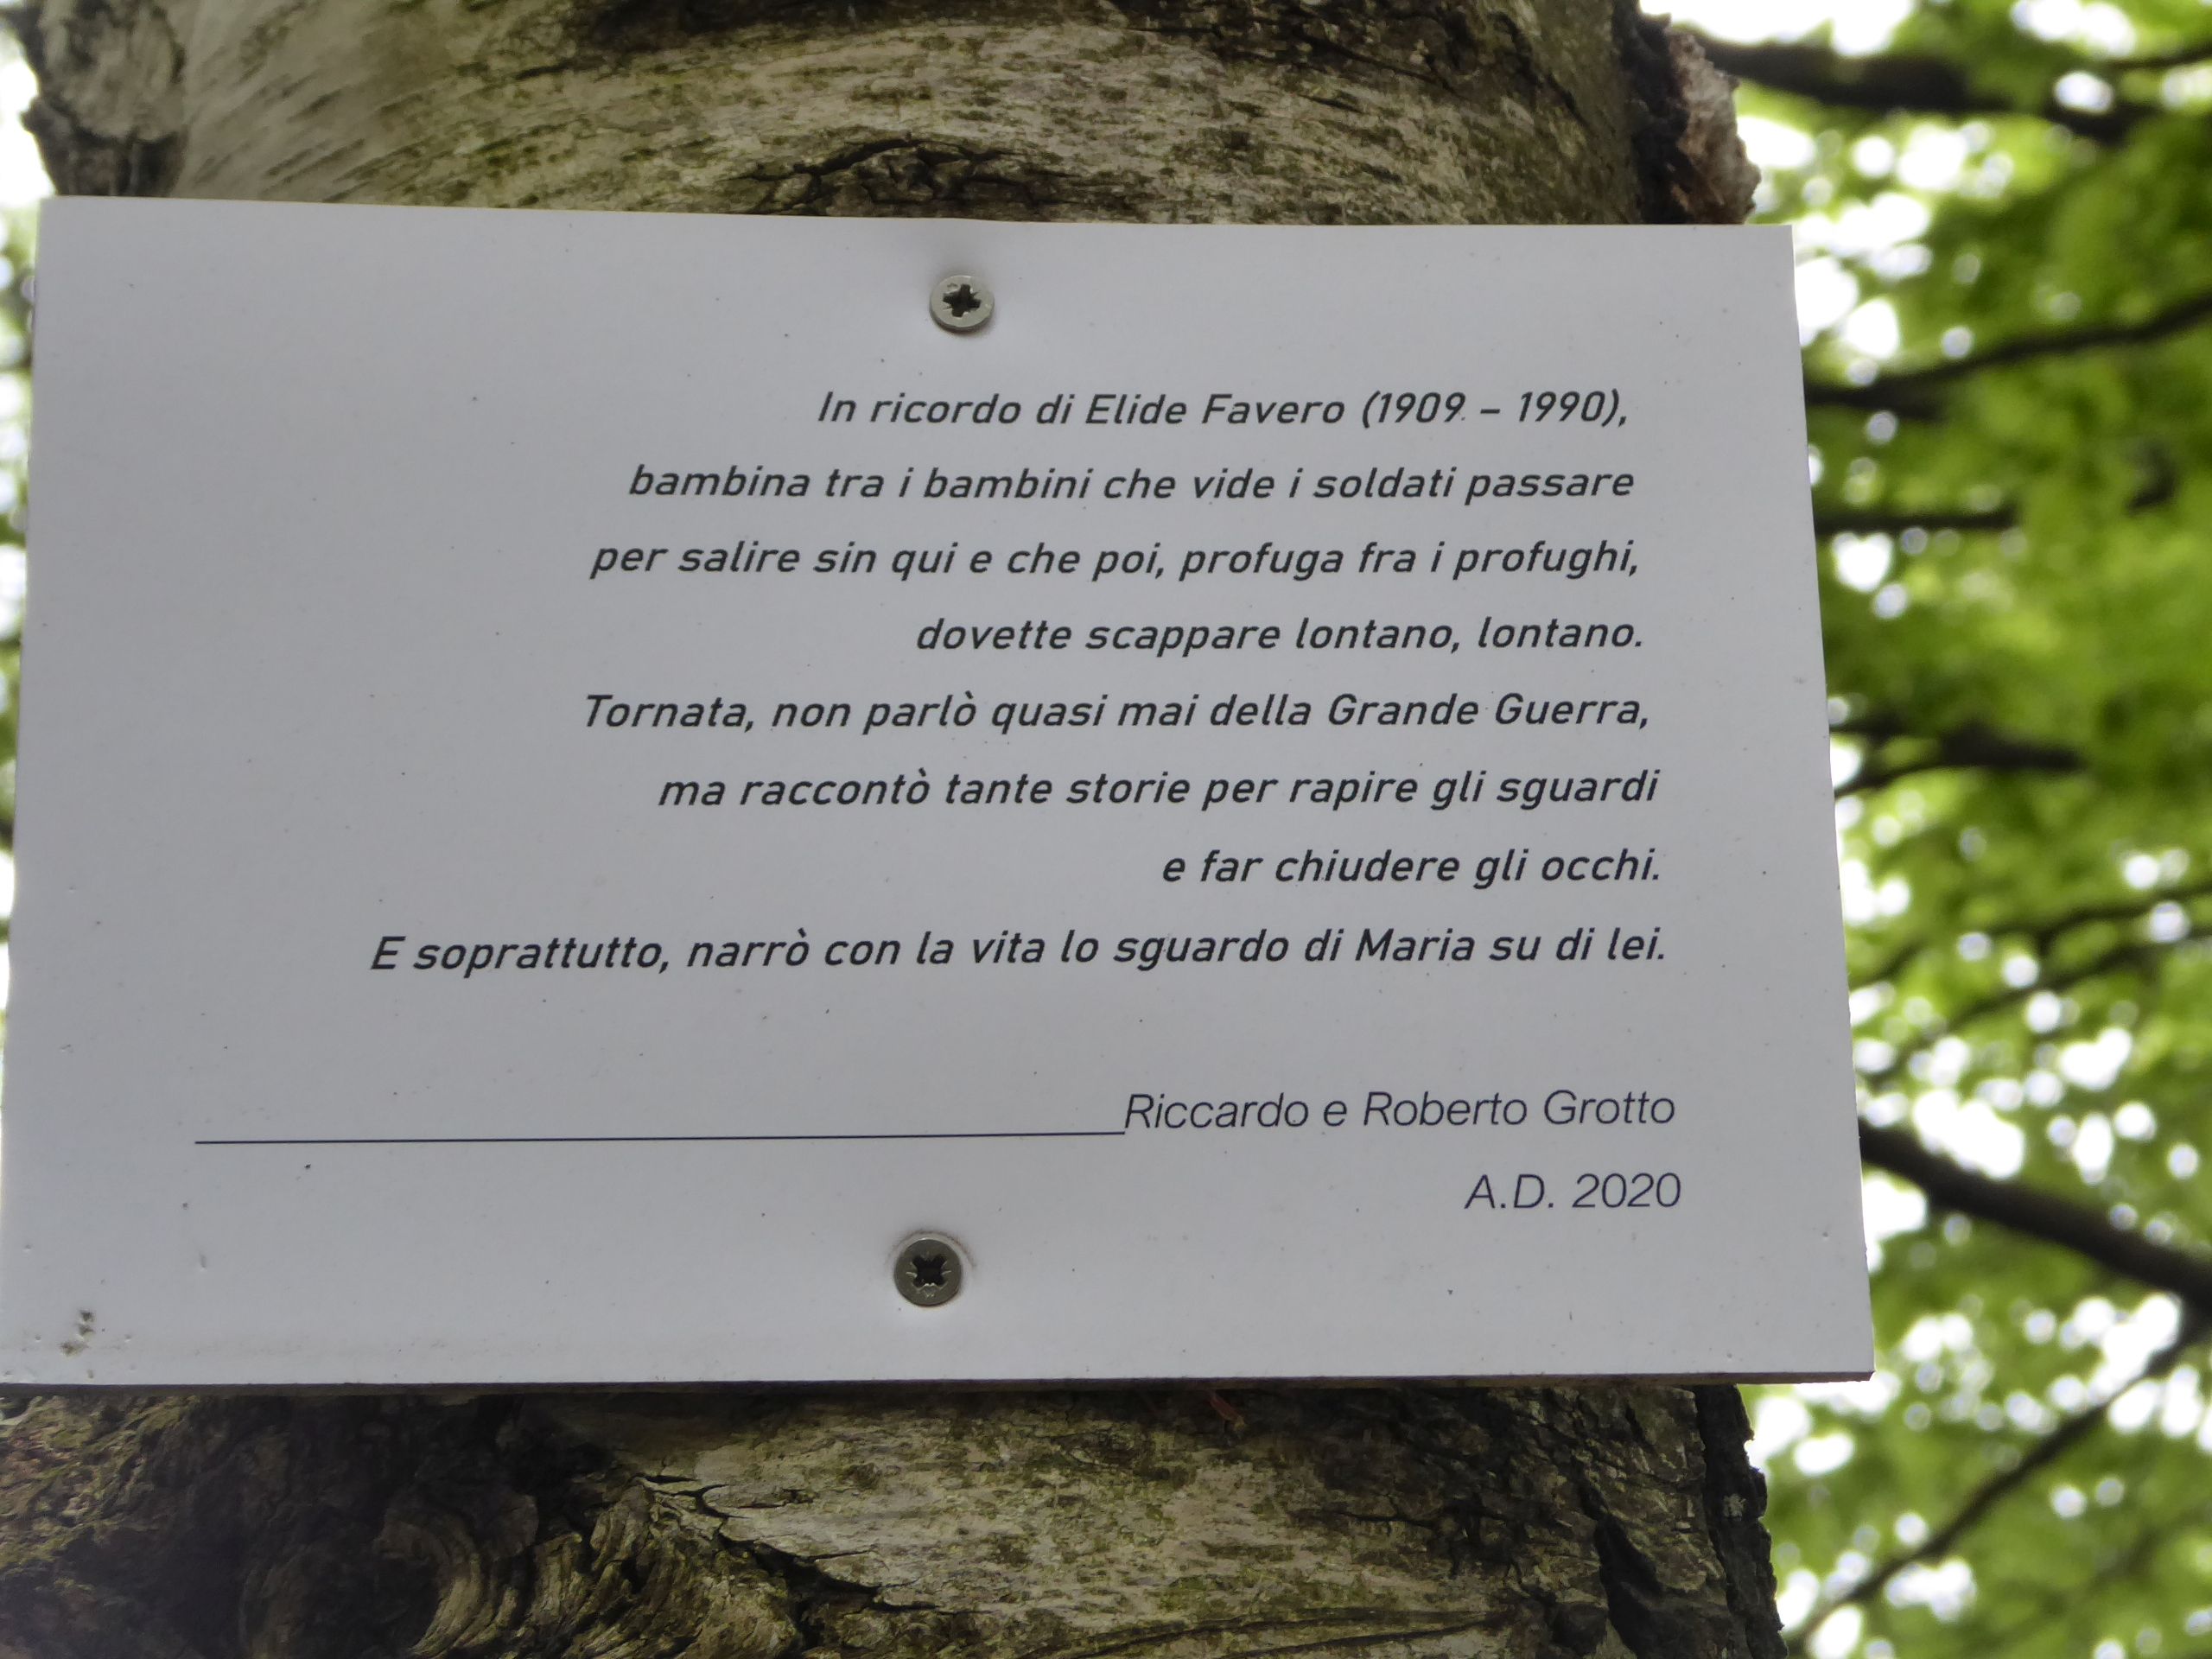 In ricordo di Elide Favero (1909 – 1990),
bambina tra i bambini che vide i soldati passare
per salire sin qui e che poi, profuga fra i profughi,
dovette scappare lontano, lontano.
Tornata, non parlò quasi mai della Grande Guerra,
ma raccontò tante storie per rapire gli sguardi
e far chiudere gli occhi.
E soprattutto, narrò con la vita lo sguardo di Maria su di lei.
Riccardo e Roberto Grotto
A.D. 2020